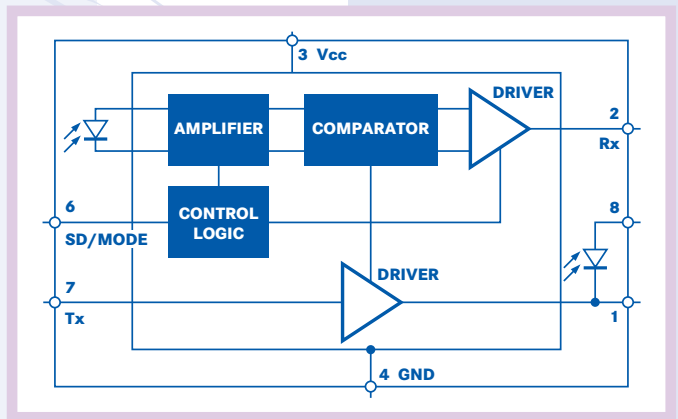 3 Vcc
DRIVER
2
AMPLIFIER
COMPARATOR
Rx
6
8
CONTROL
LOGIC
SD/MODE
DRIVER
7
Tx
1
4 GND